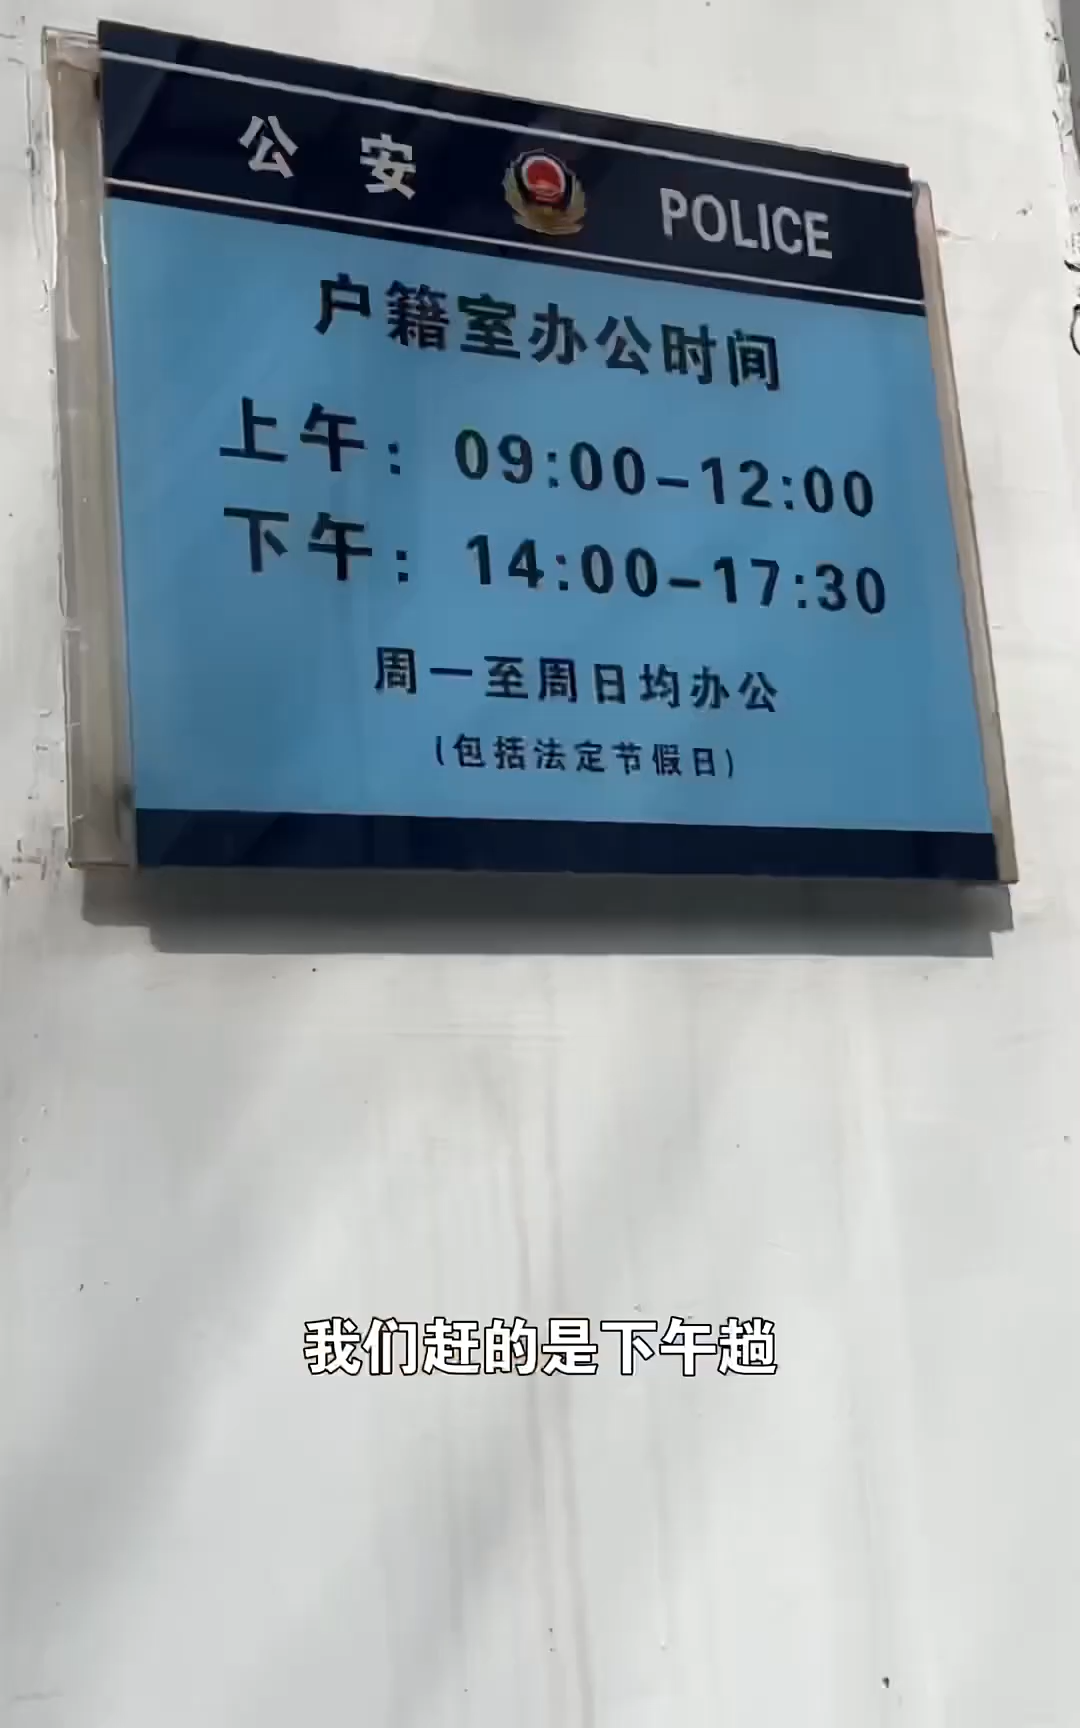 公安 POLICE
户籍室办公时间
上午：09:00-12:00
下午：14:00-17:30
周一至周日均办公
(包括法定节假日)
我们赶的是下午趟